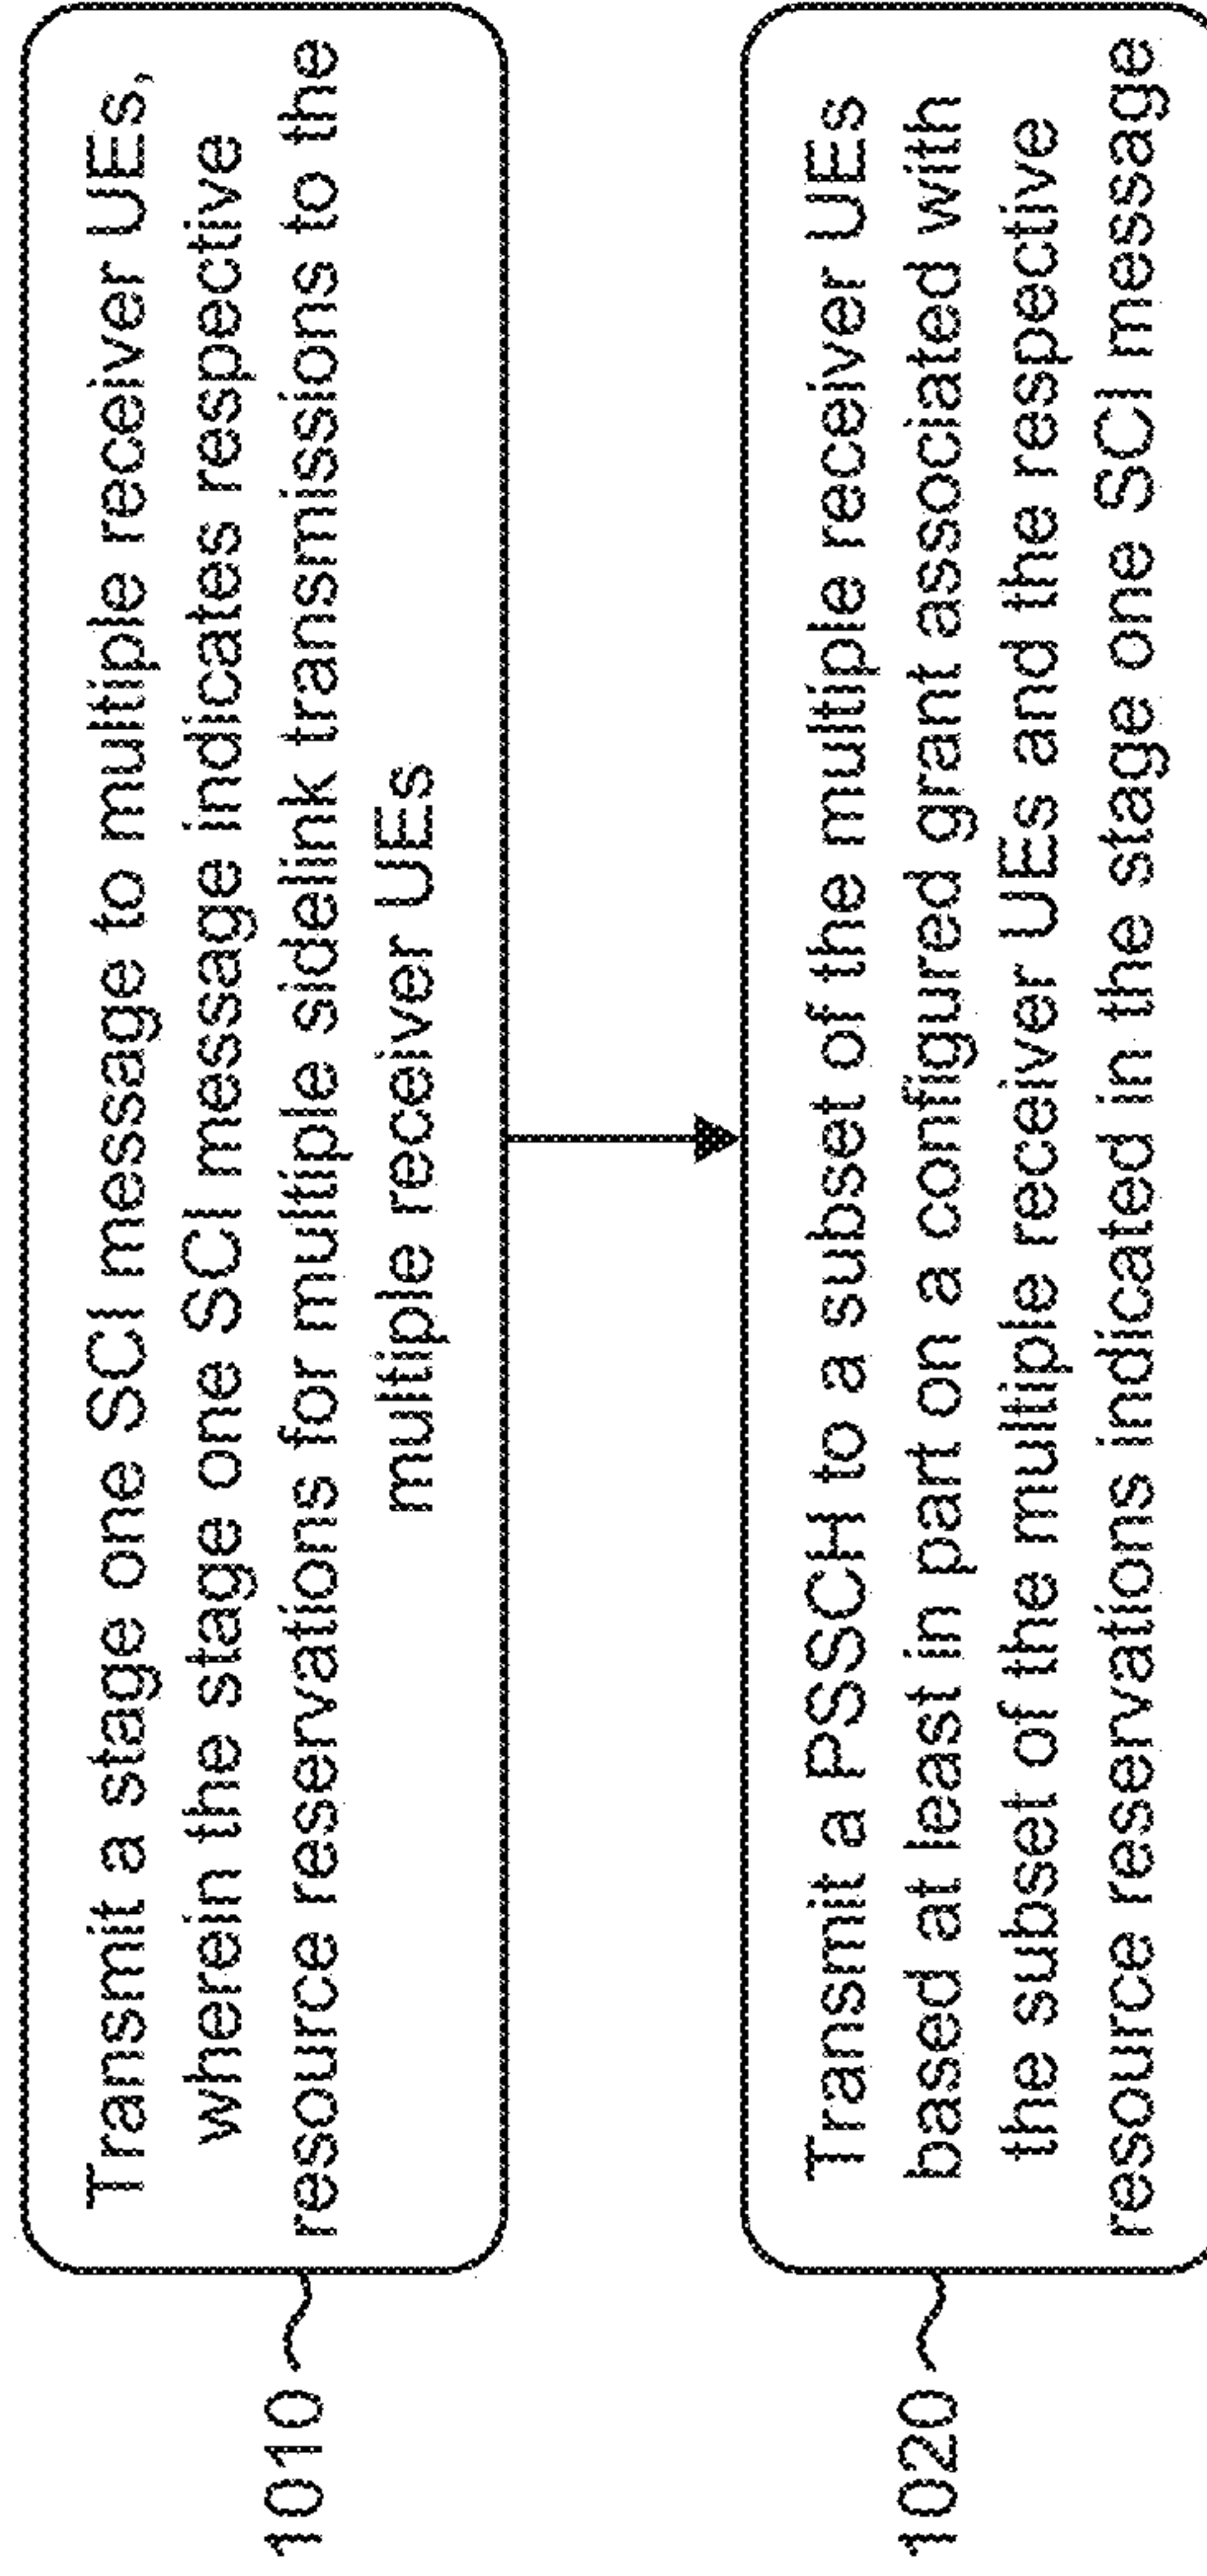 1010
Transmit a stage one SCI message to multiple receiver UEs,
wherein the stage one SCI message indicates respective
resource reservations for multiple sidelink transmissions to the
multiple receiver UEs
1020
Transmit a PSSCH to a subset of the multiple receiver UEs
based at least in part on a configured grant associated with
the subset of the multiple receiver UEs and the respective
resource reservations indicated in the stage one SCI message